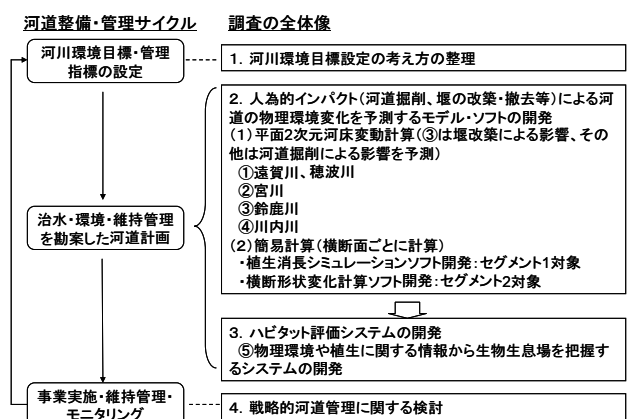 河道整備・管理サイクル
調査の全体像
河川環境目標・管理
指標の設定
1．河川環境目標設定の考え方の整理
2．人為的インパクト（河道掘削、堰の改築・撤去等）による河
道の物理環境変化を予測するモデル・ソフトの開発
（1）平面2次元河床変動計算（③は堰改築による影響、その
他は河道掘削による影響を予測）
①遠賀川、穂波川
②宮川
③鈴鹿川
④川内川
（2）簡易計算（横断面ごとに計算）
・植生消長シミュレーションソフト開発：セグメント1対象
・横断形状変化計算ソフト開発：セグメント2対象
治水・環境・維持管理
を勘案した河道計画
3．ハビタット評価システムの開発
⑤物理環境や植生に関する情報から生物生息場を把握す
るシステムの開発
事業実施・維持管理・
モニタリング
4．戦略的河道管理に関する検討